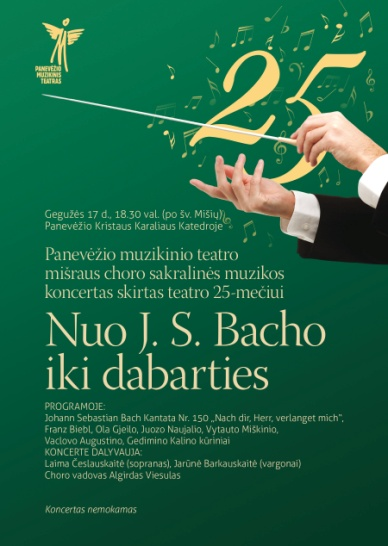 PANEVĖŽIO
MUZIKINIS
TEATRAS
25
Gegužės 17 d., 18.30 val. (po šv. Mišių)
Panevėžio Kristaus Karaliaus Katedroje
Panevėžio muzikinio teatro
mišraus choro sakralinės muzikos
koncertas skirtas teatro 25-mečiui
Nuo J. S. Bacho
iki dabarties
PROGRAMOJE:
Johann Sebastian Bach Kantata Nr. 150 „Nach dir, Herr, verlanget mich“,
Franz Biebl, Ola Gjeilo, Juozo Naujalio, Vytauto Miškinio,
Vaclovo Augustino, Gedimino Kalino kūriniai
KONCERTE DALYVAUJA:
Laima Česlauskaitė (sopranas), Jarūnė Barkauskaitė (vargonai)
Choro vadovas Algirdas Viesulas
Koncertas nemokamas